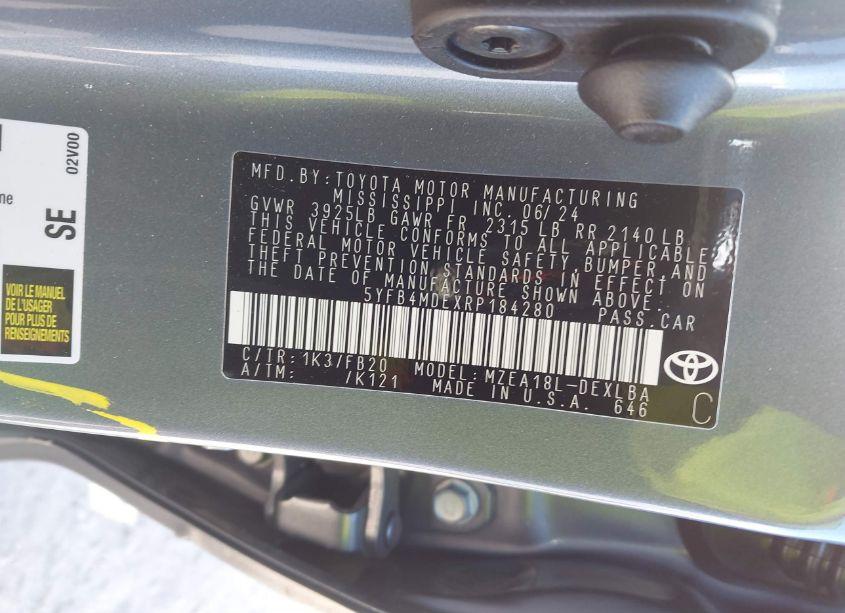 ne
SE
02V00
VOIR LE MANUEL
DE L'USAGER
POUR PLUS DE
RENSEIGNEMENTS
MFD.BY:TOYOTA MOTOR MANUFACTURING
MISSISSIPPI INC. 06/24
GVWR 3925LB GAWR FR 2315 LB RR 2140LB
THIS VEHICLE CONFORMS TO ALL APPLICABLE
FEDERAL MOTOR VEHICLE SAFETY,BUMPER,AND
THEFT PREVENTION STANDARDS IN EFFECT ON
THE DATE OF MANUFACTURE SHOWN ABOVE.
5YFB4MDEXRP184280 PASS.CAR
C/TR: 1K3/FB20 MODEL: MZEA18L-DEXLBA
A/TM: /K121 MADE IN U.S.A. 646
C